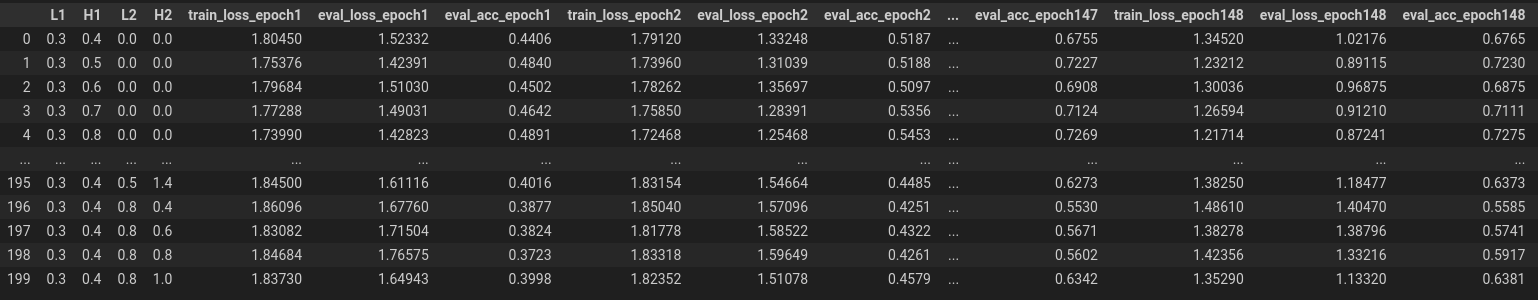 L1 H1 L2 H2 train_loss_epoch1 eval_loss_epoch1 eval_acc_epoch1 train_loss_epoch2 eval_loss_epoch2 eval_acc_epoch2 ... eval_acc_epoch147 train_loss_epoch148 eval_loss_epoch148 eval_acc_epoch148
0 0.3 0.4 0.0 0.0 1.80450 1.52332 0.4406 1.79120 1.33248 0.5187 ... 0.6755 1.34520 1.02176 0.6765
1 0.3 0.5 0.0 0.0 1.75376 1.42391 0.4840 1.73960 1.31039 0.5188 ... 0.7227 1.23212 0.89115 0.7230
2 0.3 0.6 0.0 0.0 1.79684 1.51030 0.4502 1.78262 1.35697 0.5097 ... 0.6908 1.30036 0.96875 0.6875
3 0.3 0.7 0.0 0.0 1.77288 1.49031 0.4642 1.75850 1.28391 0.5356 ... 0.7124 1.26594 0.91210 0.7111
4 0.3 0.8 0.0 0.0 1.73990 1.42823 0.4891 1.72468 1.25468 0.5453 ... 0.7269 1.21714 0.87241 0.7275
... ... ... ... ... ... ... ... ... ... ... ... ... ... ...
195 0.3 0.4 0.5 1.4 1.84500 1.61116 0.4016 1.83154 1.54664 0.4485 ... 0.6273 1.38250 1.18477 0.6373
196 0.3 0.4 0.8 0.4 1.86096 1.67760 0.3877 1.85040 1.57096 0.4251 ... 0.5530 1.48610 1.40470 0.5585
197 0.3 0.4 0.8 0.6 1.83082 1.71504 0.3824 1.81778 1.58522 0.4322 ... 0.5671 1.38278 1.38796 0.5741
198 0.3 0.4 0.8 0.8 1.84684 1.76575 0.3723 1.83318 1.59649 0.4261 ... 0.5602 1.42356 1.33216 0.5917
199 0.3 0.4 0.8 1.0 1.83730 1.64943 0.3998 1.82352 1.51078 0.4579 ... 0.6342 1.35290 1.13320 0.6381